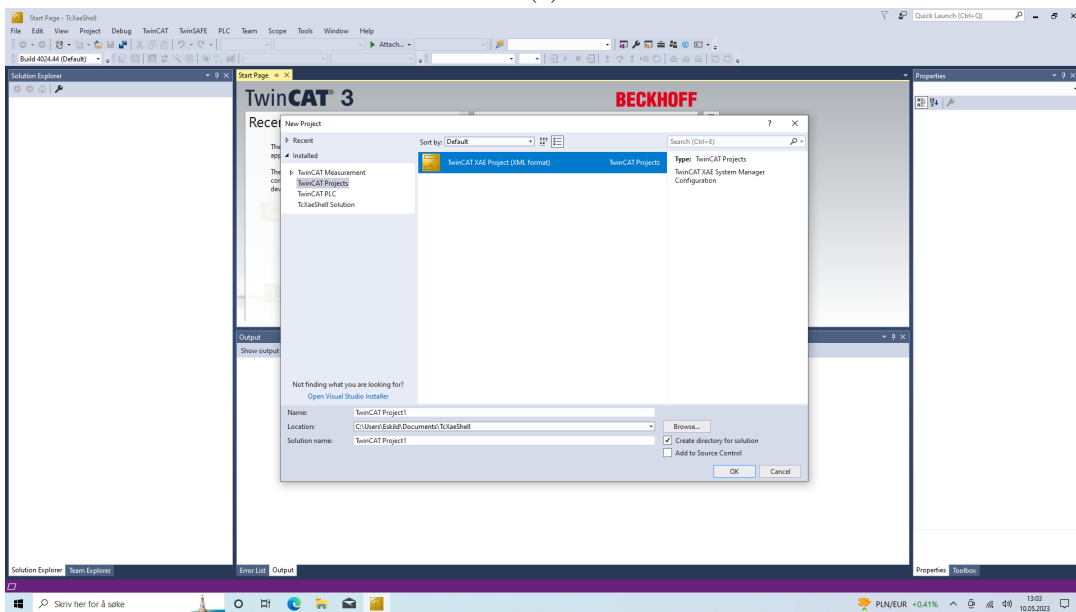 Start Page - TcXaeShell
Quick Launch (Ctrl+Q)
File Edit View Project Debug TwinCAT TwinSAFE PLC Team Scope Tools Window Help
Attach...
Build 4024.44 (Default)
Solution Explorer
Start Page
Properties
TwinCAT® 3
BECKHOFF
Rece
New Project
?
Recent
Sort by: Default
Search (Ctrl+E)
The
app
Installed
TwinCAT XAE Project (XML format)
TwinCAT Projects
Type: TwinCAT Projects
TwinCAT XAE System Manager
Configuration
The
con
dev
TwinCAT Measurement
TwinCAT Projects
TwinCAT PLC
TcXaeShell Solution
Output
Show output
Not finding what you are looking for?
Open Visual Studio Installer
Name: TwinCAT Project1
Location: C:\Users\Eskild\Documents\TcXaeShell
Browse...
Solution name: TwinCAT Project1
Create directory for solution
Add to Source Control
OK Cancel
Solution Explorer Team Explorer
Error List Output
Properties Toolbox
Skriv her for å søke
PLN/EUR +0,41%
13:03
10.05.2023